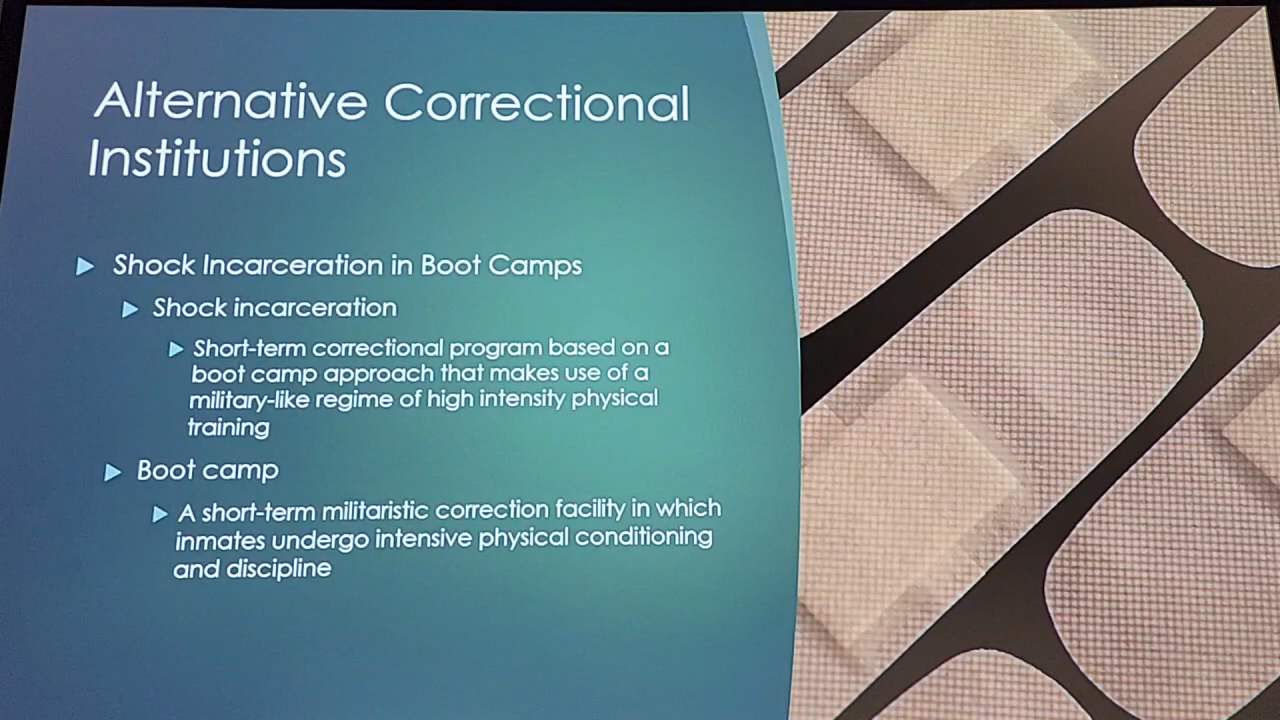 Alternative Correctional
Institutions
Shock Incarceration in Boot Camps
Shock incarceration
Short-term correctional program based on a
boot camp approach that makes use of a
military-like regime of high intensity physical
training
Boot camp
A short-term militaristic correction facility in which
inmates undergo intensive physical conditioning
and discipline